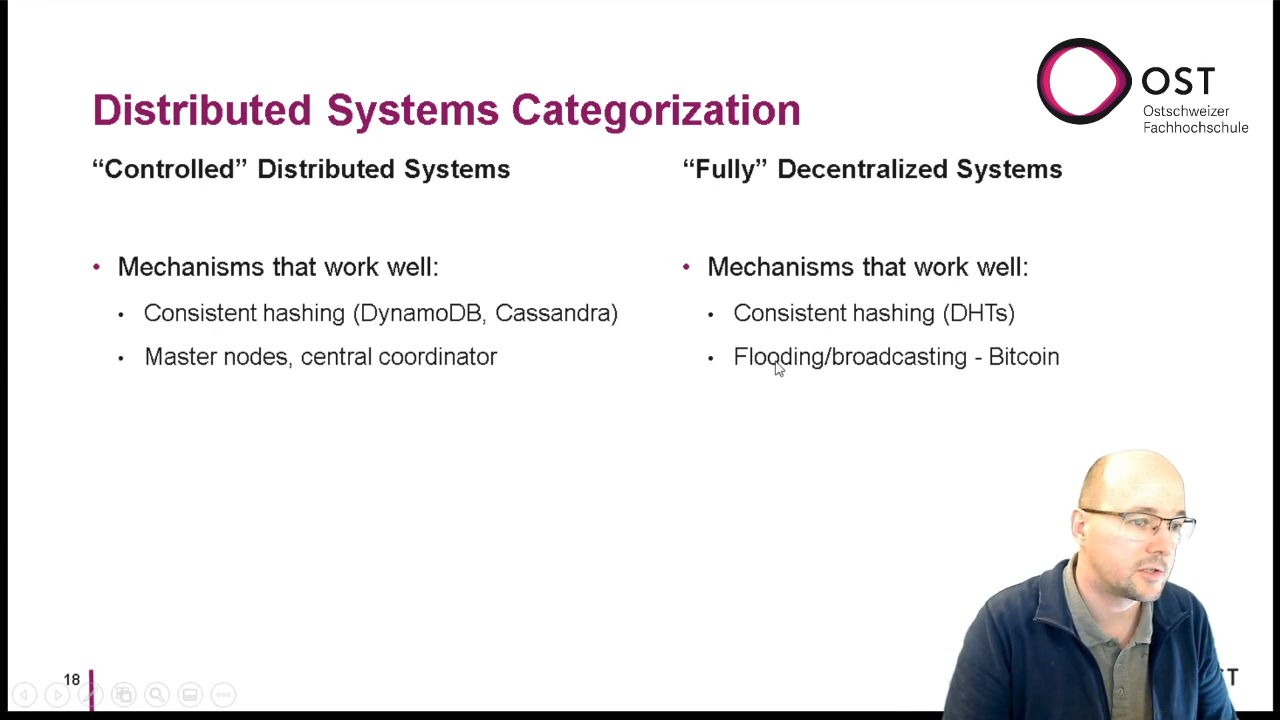 OST
Ostschweizer
Fachhochschule
Distributed Systems Categorization
“Controlled” Distributed Systems
• Mechanisms that work well:
• Consistent hashing (DynamoDB, Cassandra)
• Master nodes, central coordinator
“Fully” Decentralized Systems
• Mechanisms that work well:
• Consistent hashing (DHTs)
• Flooding/broadcasting - Bitcoin
18